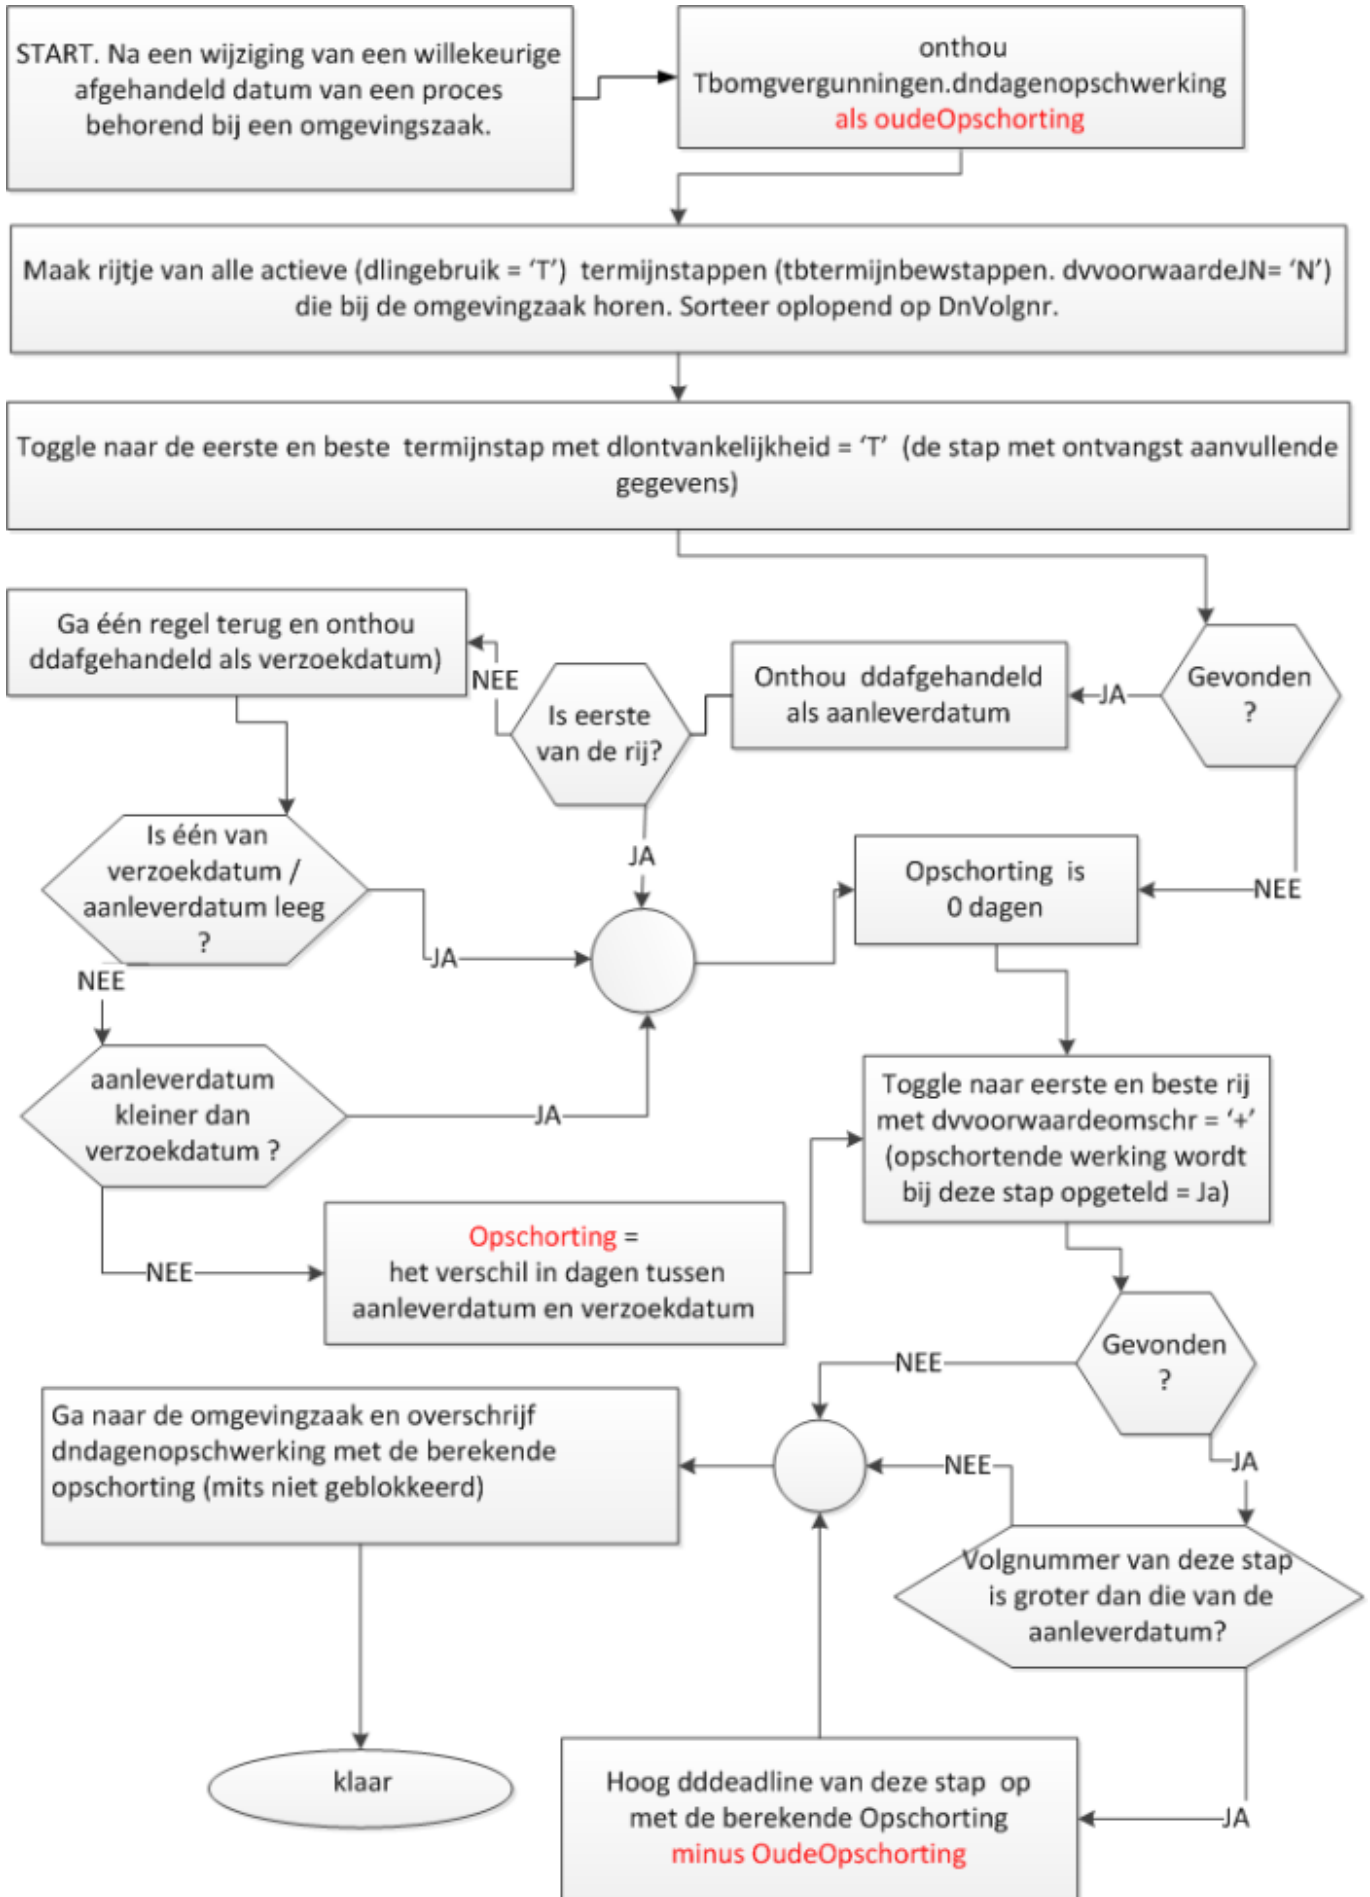 START. Na een wijziging van een willekeurige
afgehandeld datum van een proces
behorend bij een omgevingszaak.
onthou
Tbomgvergunningen.dndagenopschwerking
als oudeOpschorting
Maak rijtje van alle actieve (dlingebruik = ‘T’) termijnstappen (tbtermijnbewstappen. dvvoorwaardeJN= ‘N’)
die bij de omgevingzaak horen. Sorteer oplopend op DnVolgnr.
Toggle naar de eerste en beste termijnstap met dlontvankelijkheid = ‘T’ (de stap met ontvangst aanvullende
gegevens)
Gevonden
?
JA
Onthou ddafgehandeld
als aanleverdatum
Is eerste
van de rij?
NEE
Ga één regel terug en onthou
ddafgehandeld als verzoekdatum)
JA
NEE
Is één van
verzoekdatum /
aanleverdatum leeg
?
JA
NEE
Opschorting is
0 dagen
aanleverdatum
kleiner dan
verzoekdatum ?
JA
NEE
Opschorting =
het verschil in dagen tussen
aanleverdatum en verzoekdatum
Toggle naar eerste en beste rij
met dvvoorwaardeomschr = ‘+’
(opschortende werking wordt
bij deze stap opgeteld = Ja)
Gevonden
?
NEE
JA
Volgnummer van deze stap
is groter dan die van de
aanleverdatum?
NEE
JA
Hoog dddeadline van deze stap op
met de berekende Opschorting
minus OudeOpschorting
Ga naar de omgevingzaak en overschrijf
dndagenopschwerking met de berekende
opschorting (mits niet geblokkeerd)
klaar